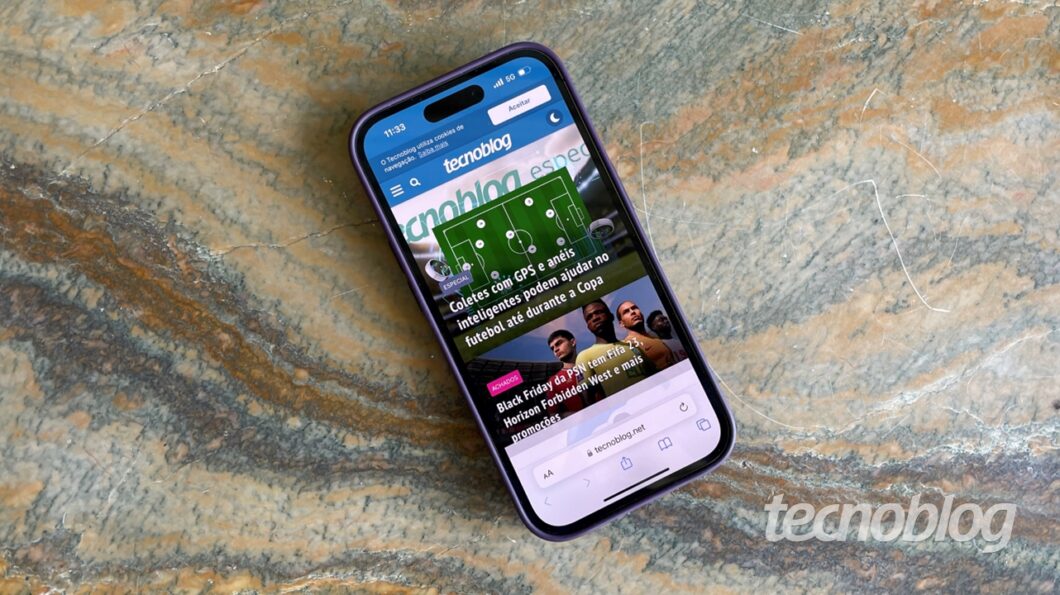 11:33
5G
O Tecnoblog utiliza cookies de
navegação. Saiba mais
Aceitar
tecnoblog
tecnoblog especi
ESPECIAL
Coletes com GPS e anéis
inteligentes podem ajudar no
futebol até durante a Copa
ACHADOS
Black Friday da PSN tem Fifa 23,
Horizon Forbidden West e mais
promoções
AA
tecnoblog.net
tecnoblog